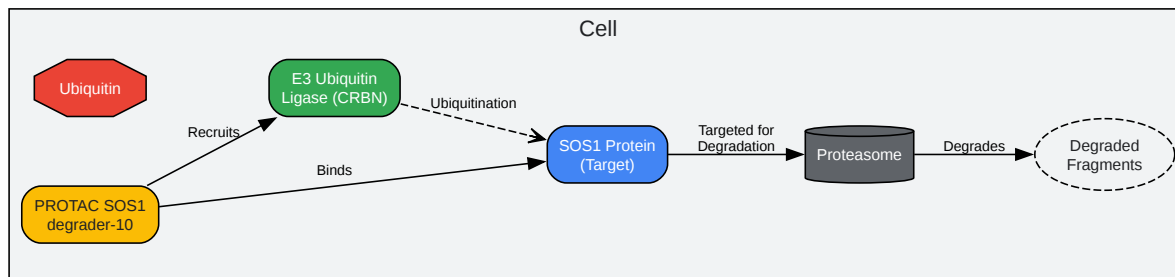 Cell
Ubiquitin
E3 Ubiquitin
Ligase (CRBN)
Ubiquitination
Recruits
Binds
SOS1 Protein
(Target)
Targeted for
Degradation
Proteasome
Degrades
Degraded
Fragments
PROTAC SOS1
degrader-10